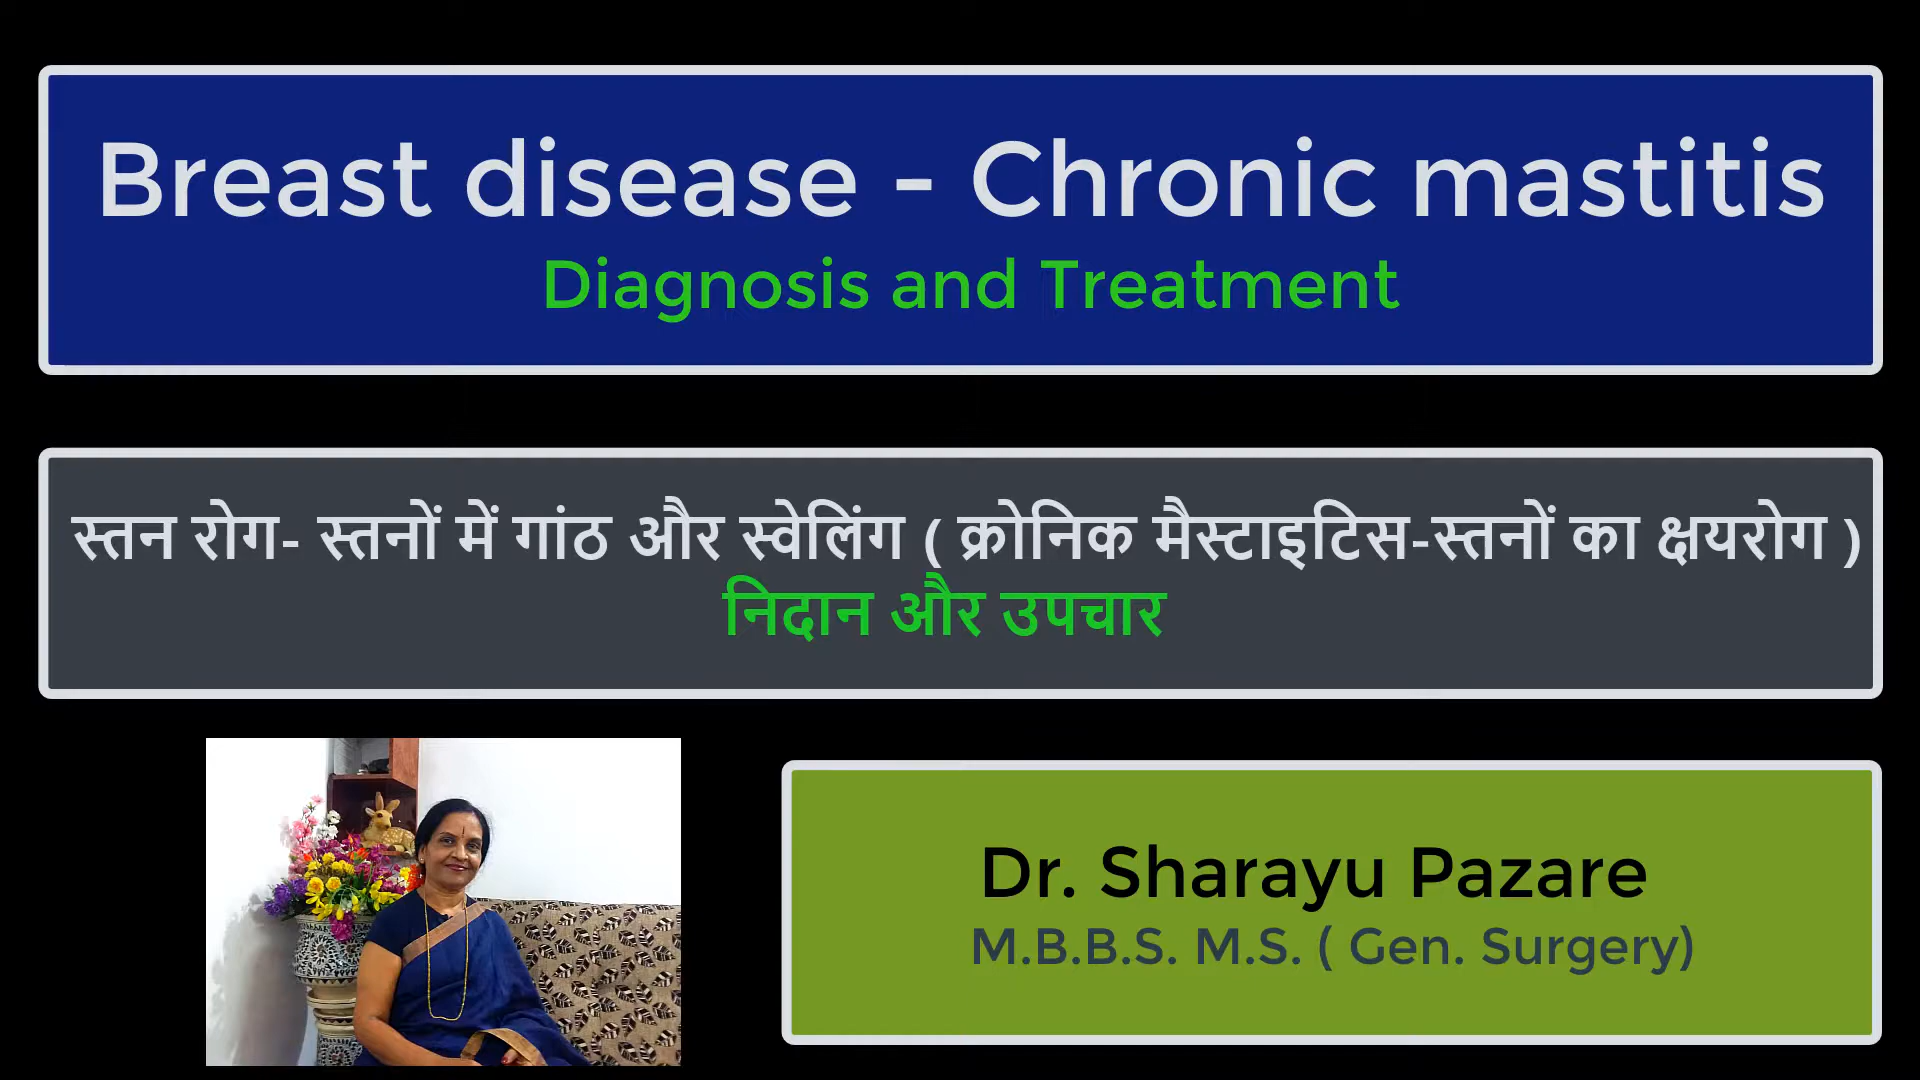 Breast disease - Chronic mastitis
Diagnosis and Treatment
स्तन रोग- स्तनों में गांठ और स्वेलिंग ( क्रोनिक मैस्टाइटिस-स्तनों का क्षयरोग )
निदान और उपचार
Dr. Sharayu Pazare
M.B.B.S. M.S. ( Gen. Surgery)